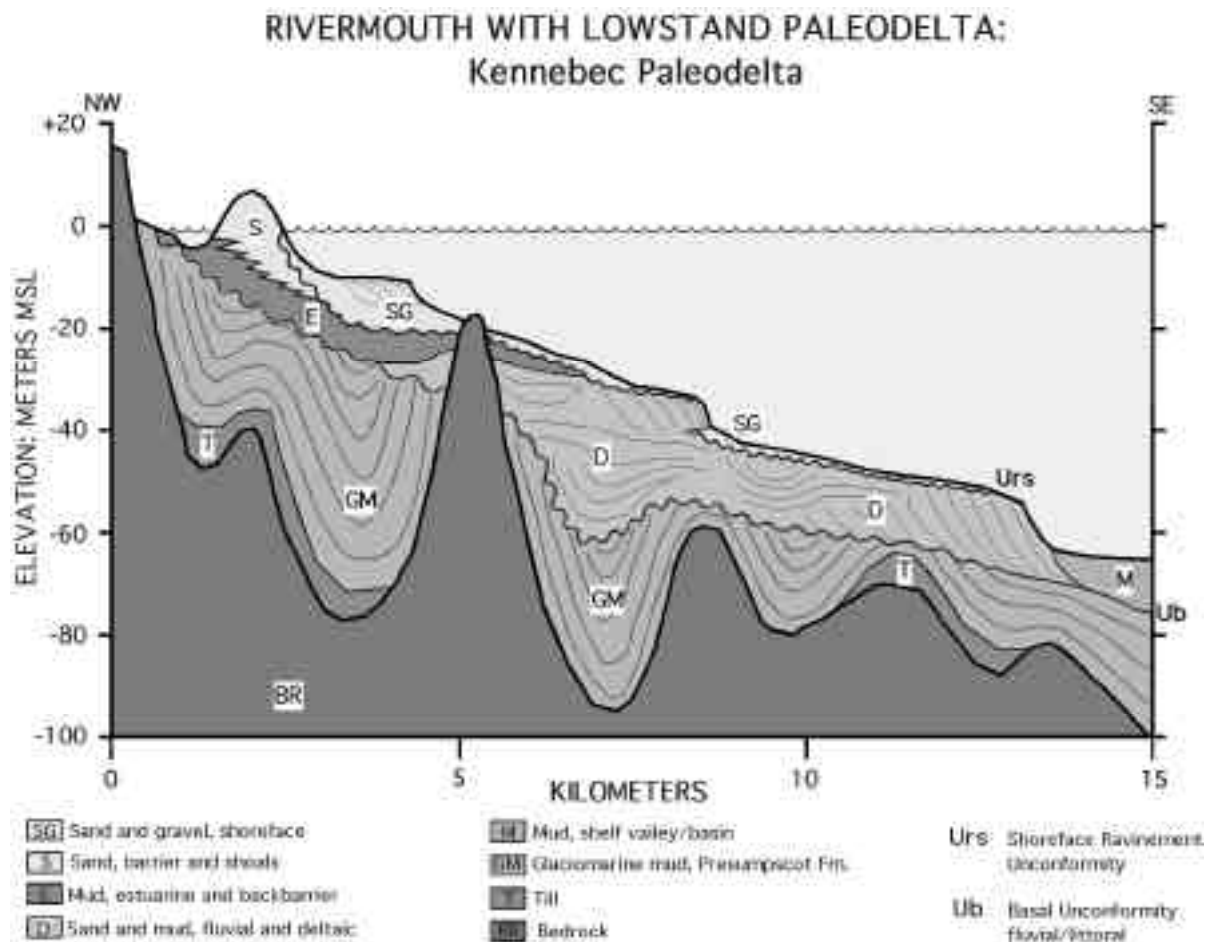 RIVERMOUTH WITH LOWSTAND PALEODELTA:
Kennebec Paleodelta
NW
SE
+20
0
-20
-40
-60
-80
-100
ELEVATION: METERS MSL
S
SG
E
T
GM
D
SG
GM
D
T
Urs
M
Ub
BR
0
5
10
15
KILOMETERS
SG Sand and gravel, shoreface
S Sand, barrier and shoals
E Mud, estuarine and backbarrier
D Sand and mud, fluvial and deltaic
M Mud, shelf valley/basin
GM Glaciomarine mud, Presumpscot Fm.
T Till
BR Bedrock
Urs Shoreface Ravinement
Unconformity
Ub Basal Unconformity
fluvial/littoral